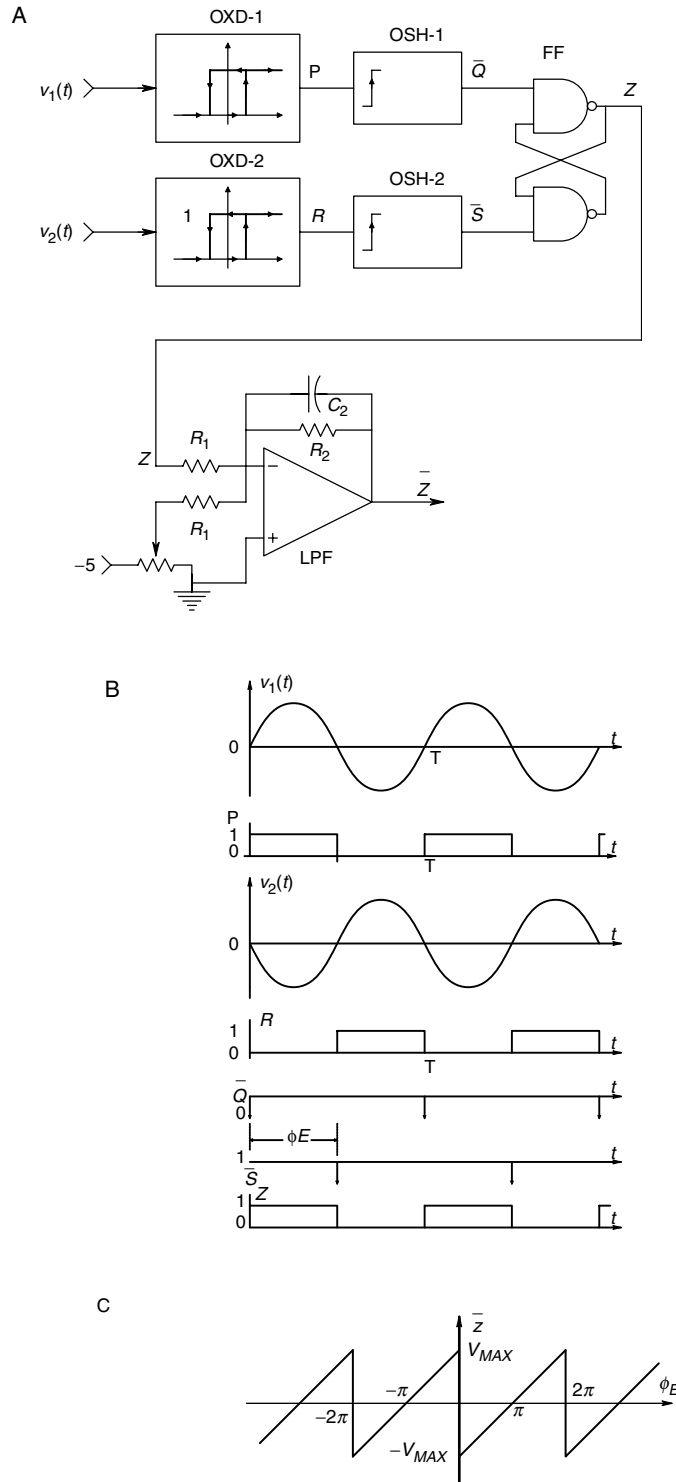 A
OXD-1
OSH-1
FF
v1(t)
P
Q̅
Z
OXD-2
OSH-2
v2(t)
1
R
S̅
C2
R2
Z
R1
R1
−
+
LPF
Z̅
−5
B
v1(t)
0
T
t
P
1
0
T
t
v2(t)
0
t
R
1
0
T
t
Q̅
0
t
ϕE
1
t
S̅
Z
1
0
t
C
z̅
VMAX
−2π
−π
π
2π
ϕE
−VMAX